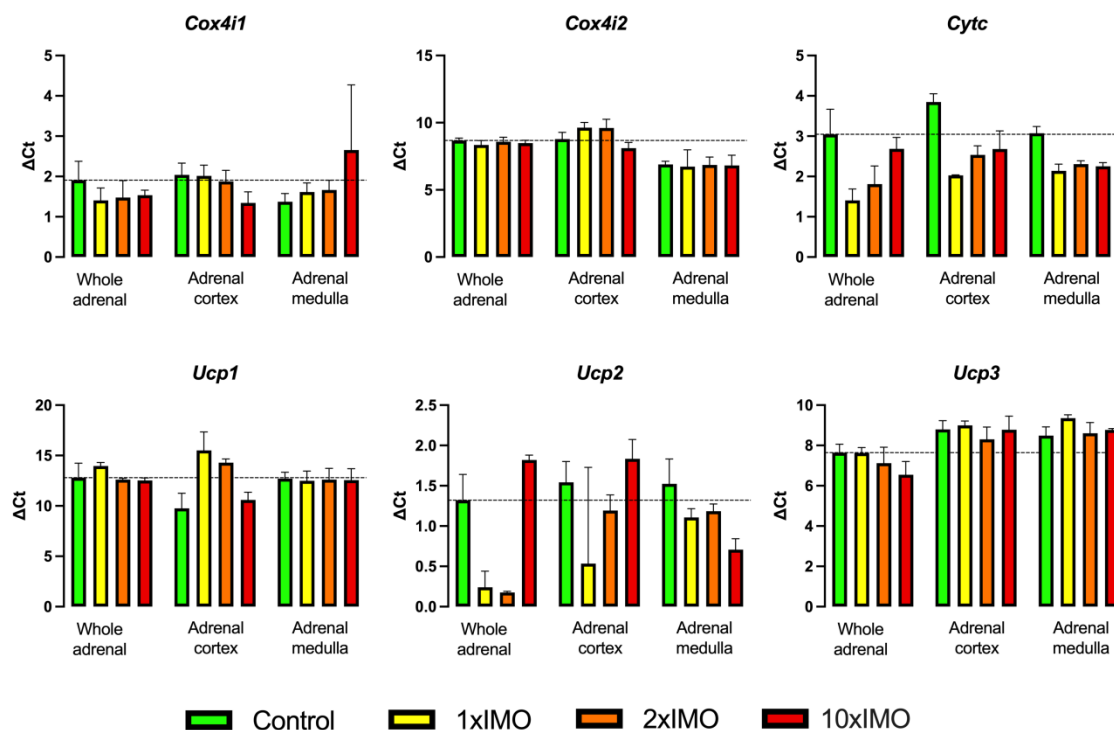 Cox4i1
Cox4i2
Cytc
ΔCt
5
4
3
2
1
0
Whole
adrenal
Adrenal
cortex
Adrenal
medulla
ΔCt
15
10
5
0
Whole
adrenal
Adrenal
cortex
Adrenal
medulla
ΔCt
5
4
3
2
1
0
Whole
adrenal
Adrenal
cortex
Adrenal
medulla
Ucp1
Ucp2
Ucp3
ΔCt
20
15
10
5
0
Whole
adrenal
Adrenal
cortex
Adrenal
medulla
ΔCt
2.5
2.0
1.5
1.0
0.5
0.0
Whole
adrenal
Adrenal
cortex
Adrenal
medulla
ΔCt
10
8
6
4
2
0
Whole
adrenal
Adrenal
cortex
Adrenal
medulla
Control 1xIMO 2xIMO 10xIMO